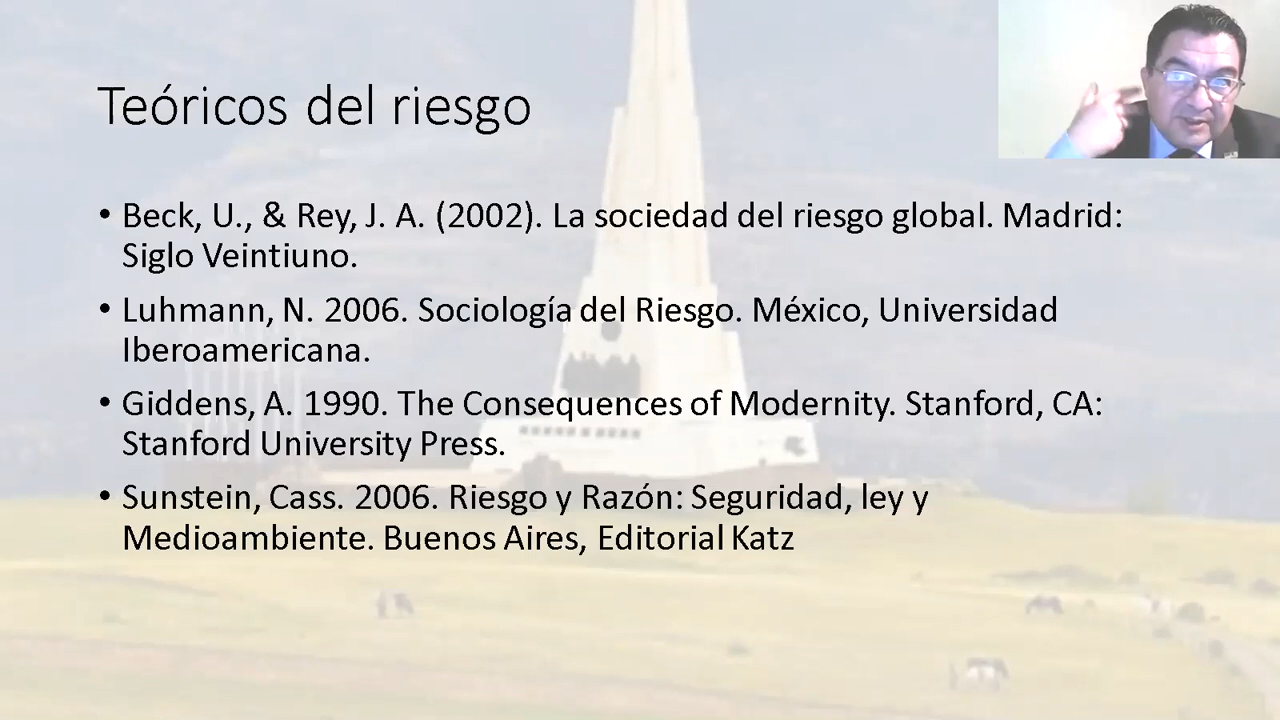 Teóricos del riesgo
• Beck, U., & Rey, J. A. (2002). La sociedad del riesgo global. Madrid:
Siglo Veintiuno.
• Luhmann, N. 2006. Sociología del Riesgo. México, Universidad
Iberoamericana.
• Giddens, A. 1990. The Consequences of Modernity. Stanford, CA:
Stanford University Press.
• Sunstein, Cass. 2006. Riesgo y Razón: Seguridad, ley y
Medioambiente. Buenos Aires, Editorial Katz